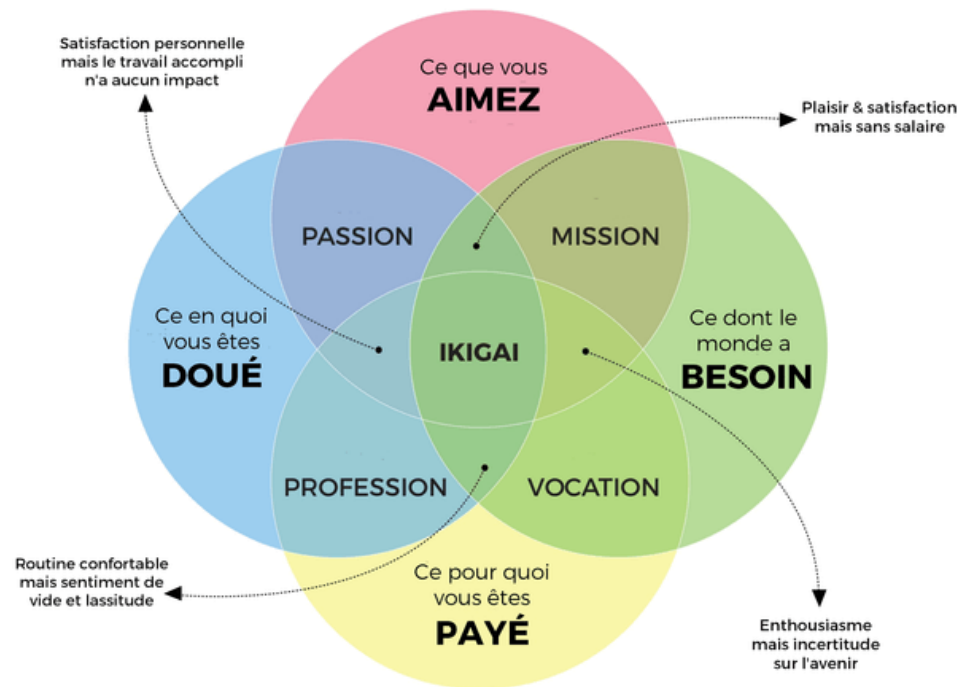 Satisfaction personnelle
mais le travail accompli
n'a aucun impact
Ce que vous
AIMEZ
Plaisir & satisfaction
mais sans salaire
PASSION
MISSION
Ce en quoi
vous êtes
DOUÉ
IKIGAI
Ce dont le
monde a
BESOIN
PROFESSION
VOCATION
Routine confortable
mais sentiment de
vide et lassitude
Ce pour quoi
vous êtes
PAYÉ
Enthousiasme
mais incertitude
sur l'avenir